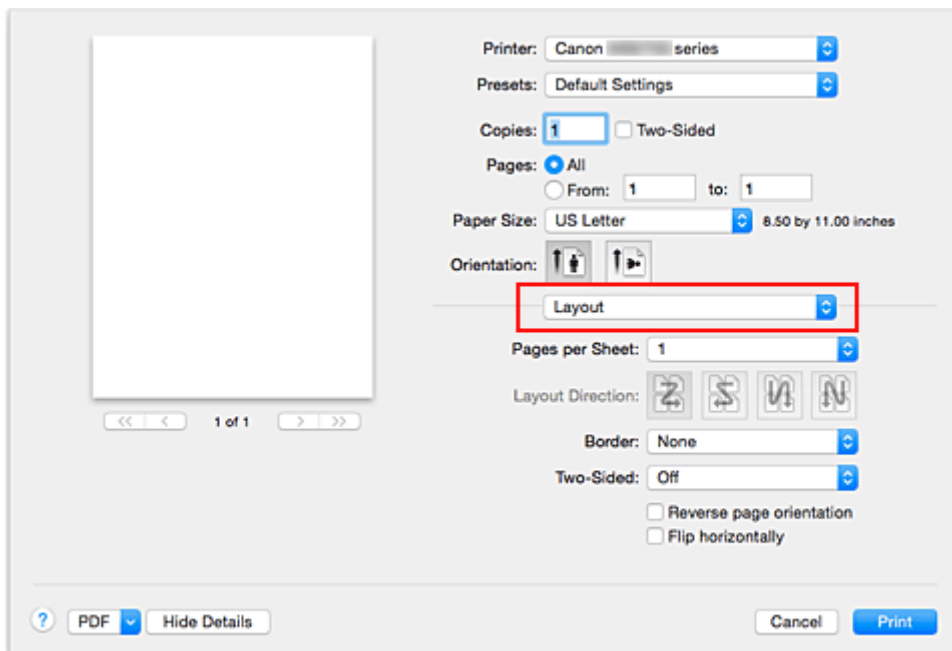 Printer: Canon series
Presets: Default Settings
Copies: 1 Two-Sided
Pages: All
From: 1 to: 1
Paper Size: US Letter 8.50 by 11.00 inches
Orientation:
Layout
Pages per Sheet: 1
Layout Direction:
1 of 1
Border: None
Two-Sided: Off
Reverse page orientation
Flip horizontally
? PDF Hide Details Cancel Print